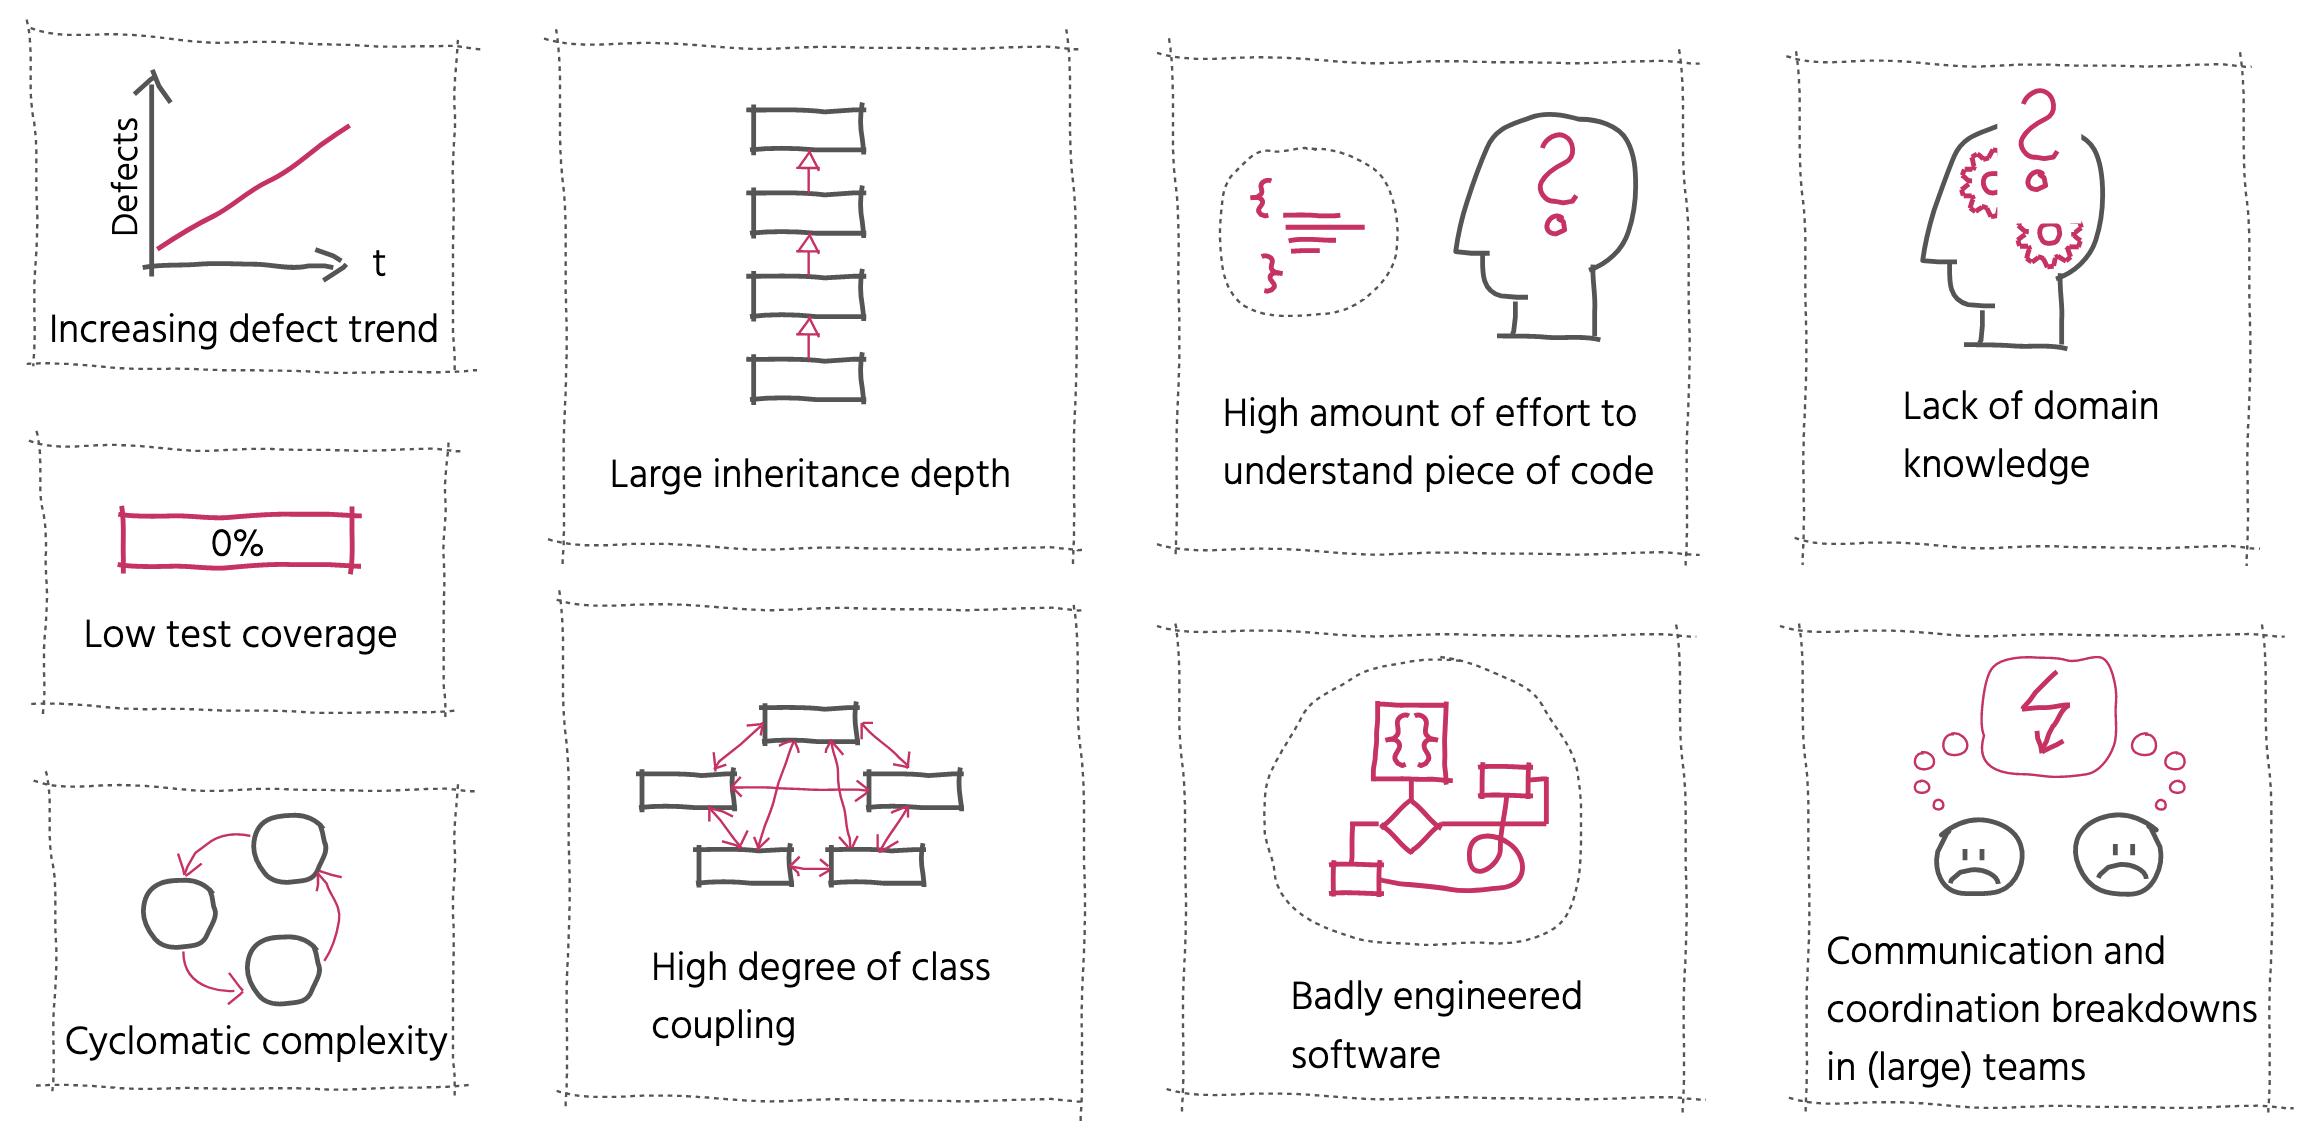 Defects
t
Increasing defect trend
0%
Low test coverage
Cyclomatic complexity
Large inheritance depth
High degree of class
coupling
{
}
High amount of effort to
understand piece of code
{}
Badly engineered
software
Lack of domain
knowledge
Communication and
coordination breakdowns
in (large) teams